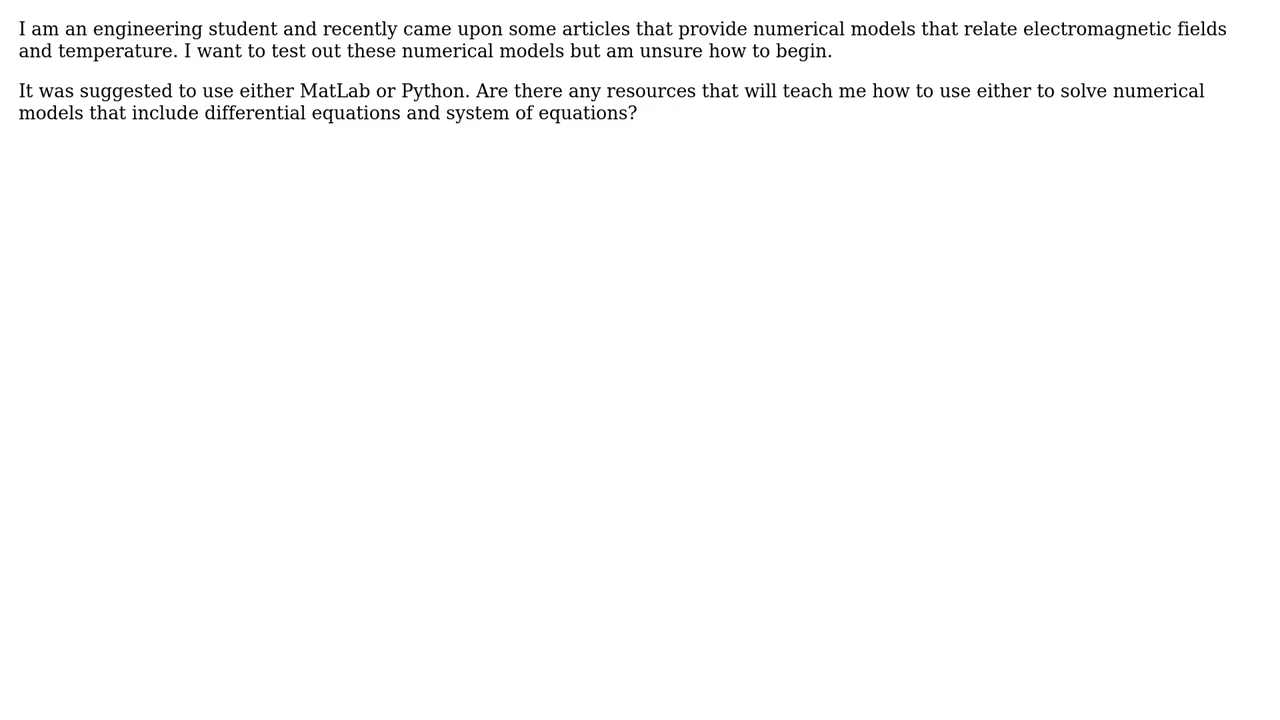 I am an engineering student and recently came upon some articles that provide numerical models that relate electromagnetic fields
and temperature. I want to test out these numerical models but am unsure how to begin.
It was suggested to use either MatLab or Python. Are there any resources that will teach me how to use either to solve numerical
models that include differential equations and system of equations?